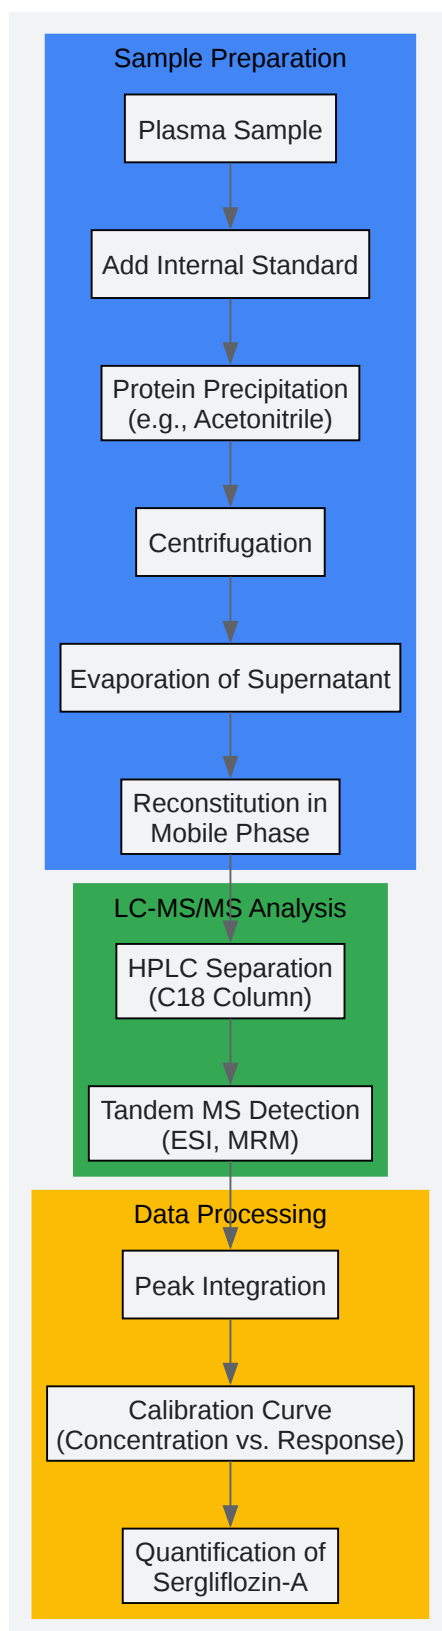 Sample Preparation
Plasma Sample
Add Internal Standard
Protein Precipitation
(e.g., Acetonitrile)
Centrifugation
Evaporation of Supernatant
Reconstitution in
Mobile Phase
LC-MS/MS Analysis
HPLC Separation
(C18 Column)
Tandem MS Detection
(ESI, MRM)
Data Processing
Peak Integration
Calibration Curve
(Concentration vs. Response)
Quantification of
Sergliflozin-A